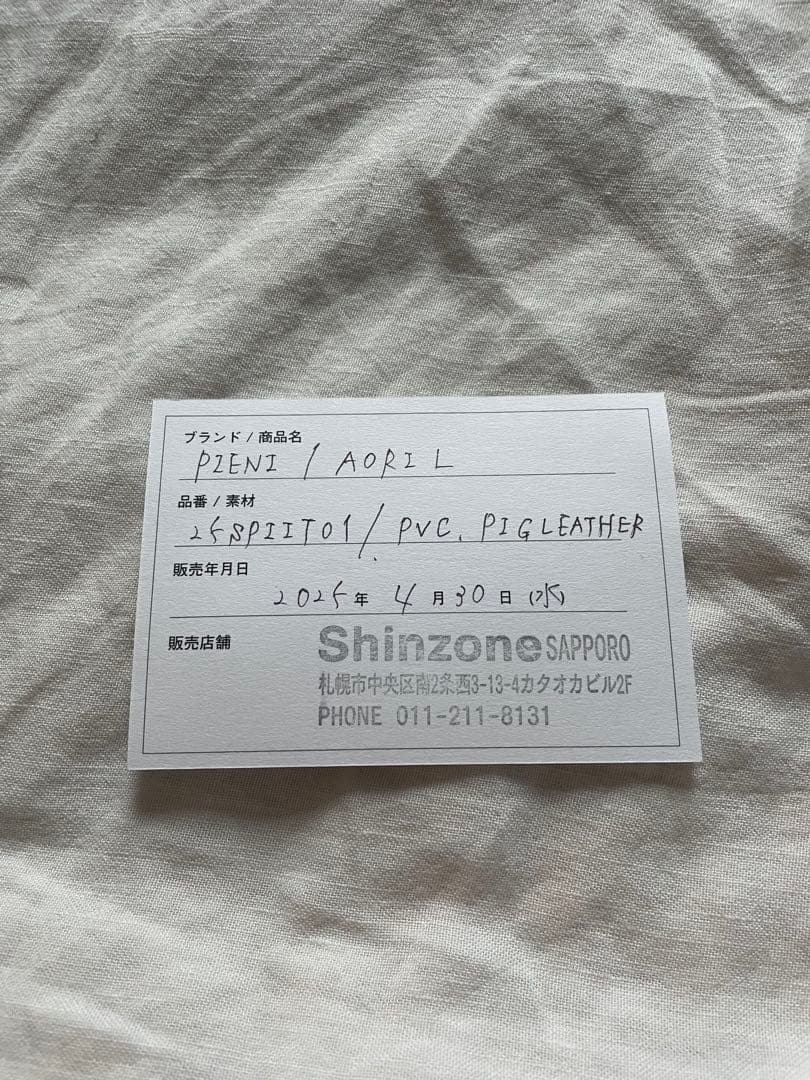 ブランド / 商品名
PIENI / AORI L
品番 / 素材
25SPIIT01 / PVC, PIG LEATHER
販売年月日
2025年 4月30日 (水)
販売店舗
Shinzone SAPPORO
札幌市中央区南2条西3-13-4カタオカビル2F
PHONE 011-211-8131